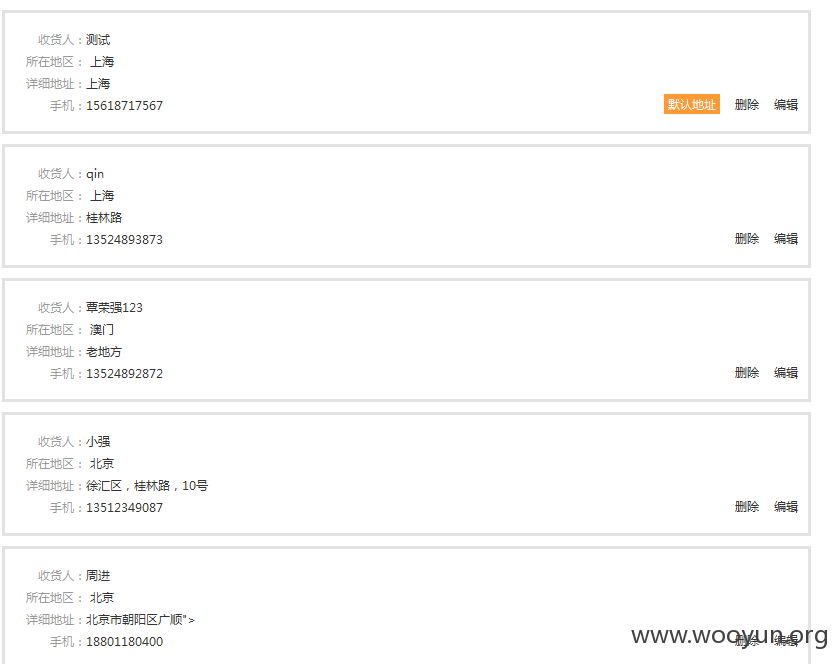 收货人：测试
所在地区： 上海
详细地址：上海
手机：15618717567
默认地址 删除 编辑
收货人：qin
所在地区： 上海
详细地址：桂林路
手机：13524893873
删除 编辑
收货人：覃荣强123
所在地区： 澳门
详细地址：老地方
手机：13524892872
删除 编辑
收货人：小强
所在地区： 北京
详细地址：徐汇区，桂林路，10号
手机：13512349087
删除 编辑
收货人：周进
所在地区： 北京
详细地址：北京市朝阳区广顺">
手机：18801180400
删除 编辑
www.wooyun.org